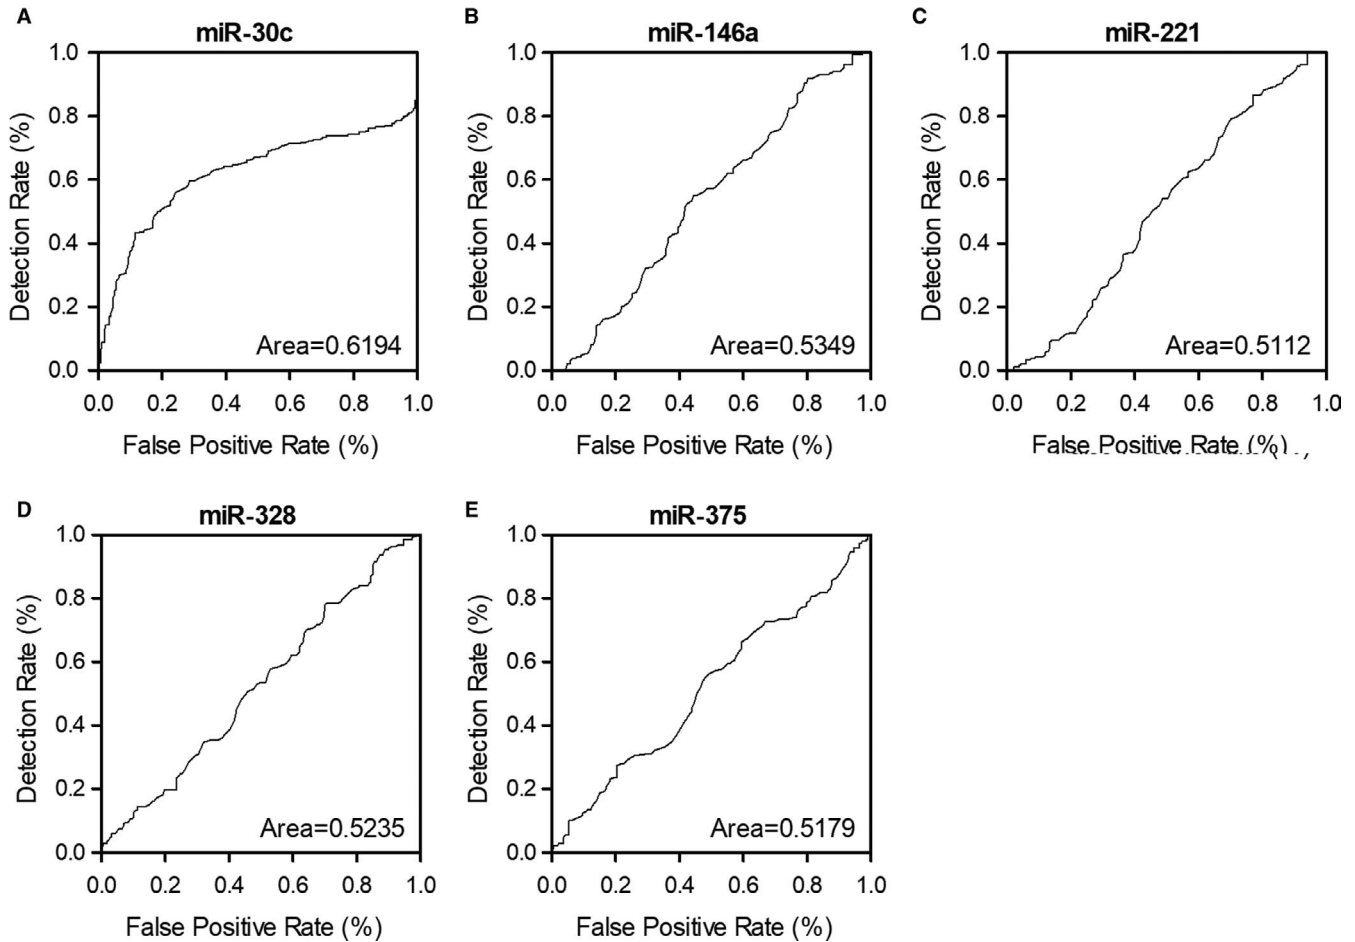 A
miR-30c
1.0
0.8
0.6
0.4
0.2
0.0
Detection Rate (%)
Area=0.6194
0.0 0.2 0.4 0.6 0.8 1.0
False Positive Rate (%)
B
miR-146a
1.0
0.8
0.6
0.4
0.2
0.0
Detection Rate (%)
Area=0.5349
0.0 0.2 0.4 0.6 0.8 1.0
False Positive Rate (%)
C
miR-221
1.0
0.8
0.6
0.4
0.2
0.0
Detection Rate (%)
Area=0.5112
0.0 0.2 0.4 0.6 0.8 1.0
False Positive Rate (%)
D
miR-328
1.0
0.8
0.6
0.4
0.2
0.0
Detection Rate (%)
Area=0.5235
0.0 0.2 0.4 0.6 0.8 1.0
False Positive Rate (%)
E
miR-375
1.0
0.8
0.6
0.4
0.2
0.0
Detection Rate (%)
Area=0.5179
0.0 0.2 0.4 0.6 0.8 1.0
False Positive Rate (%)